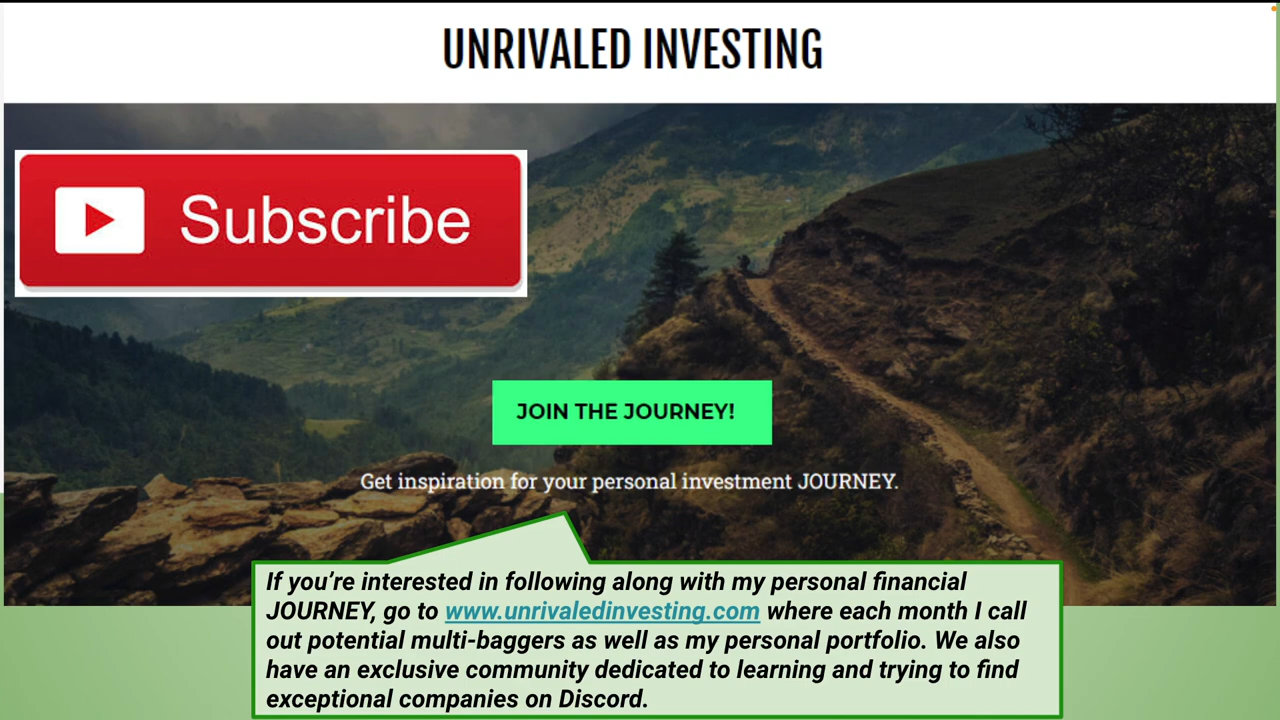 UNRIVALED INVESTING
Subscribe
JOIN THE JOURNEY!
Get inspiration for your personal investment JOURNEY.
If you’re interested in following along with my personal financial
JOURNEY, go to www.unrivaledinvesting.com where each month I call
out potential multi-baggers as well as my personal portfolio. We also
have an exclusive community dedicated to learning and trying to find
exceptional companies on Discord.